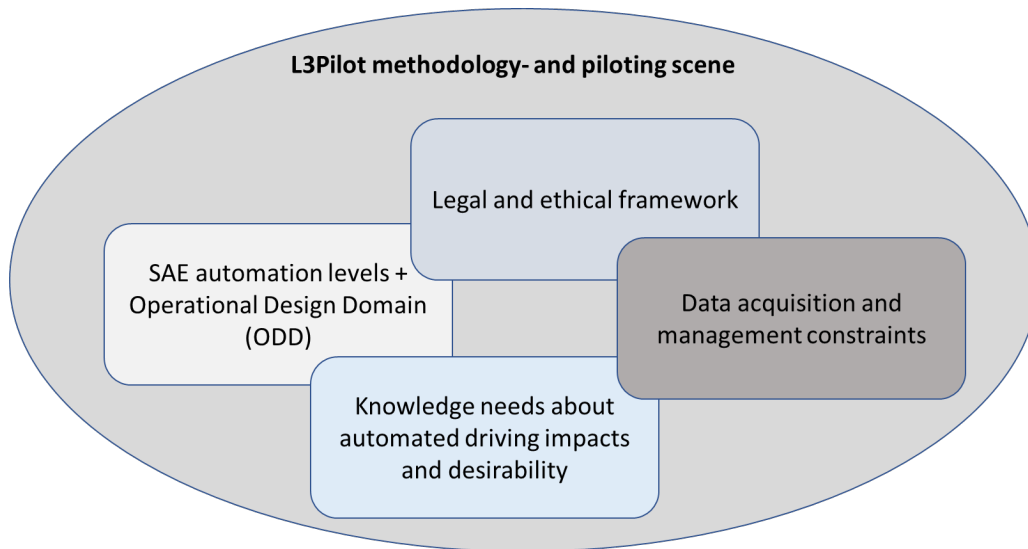 L3Pilot methodology- and piloting scene
Legal and ethical framework
SAE automation levels +
Operational Design Domain
(ODD)
Data acquisition and
management constraints
Knowledge needs about
automated driving impacts
and desirability